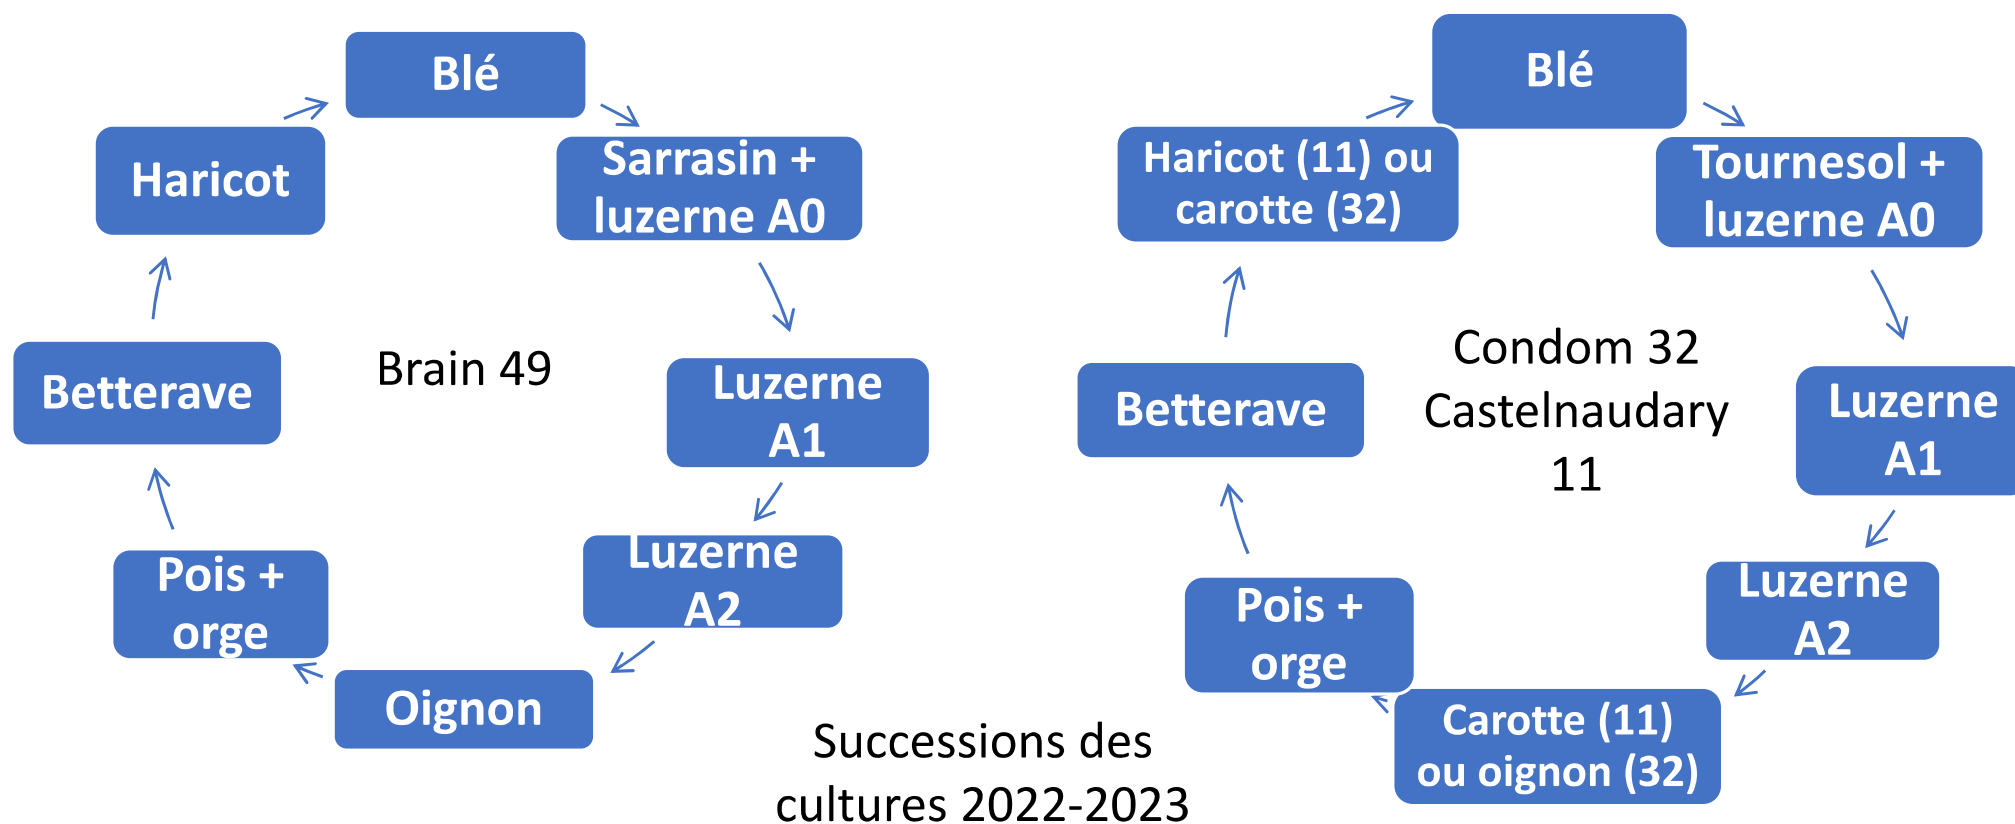 Blé
Sarrasin +
luzerne A0
Luzerne
A1
Luzerne
A2
Oignon
Pois +
orge
Betterave
Haricot
Brain 49
Blé
Tournesol +
luzerne A0
Luzerne
A1
Luzerne
A2
Carotte (11)
ou oignon (32)
Pois +
orge
Betterave
Haricot (11) ou
carotte (32)
Condom 32
Castelnaudary
11
Successions des
cultures 2022-2023